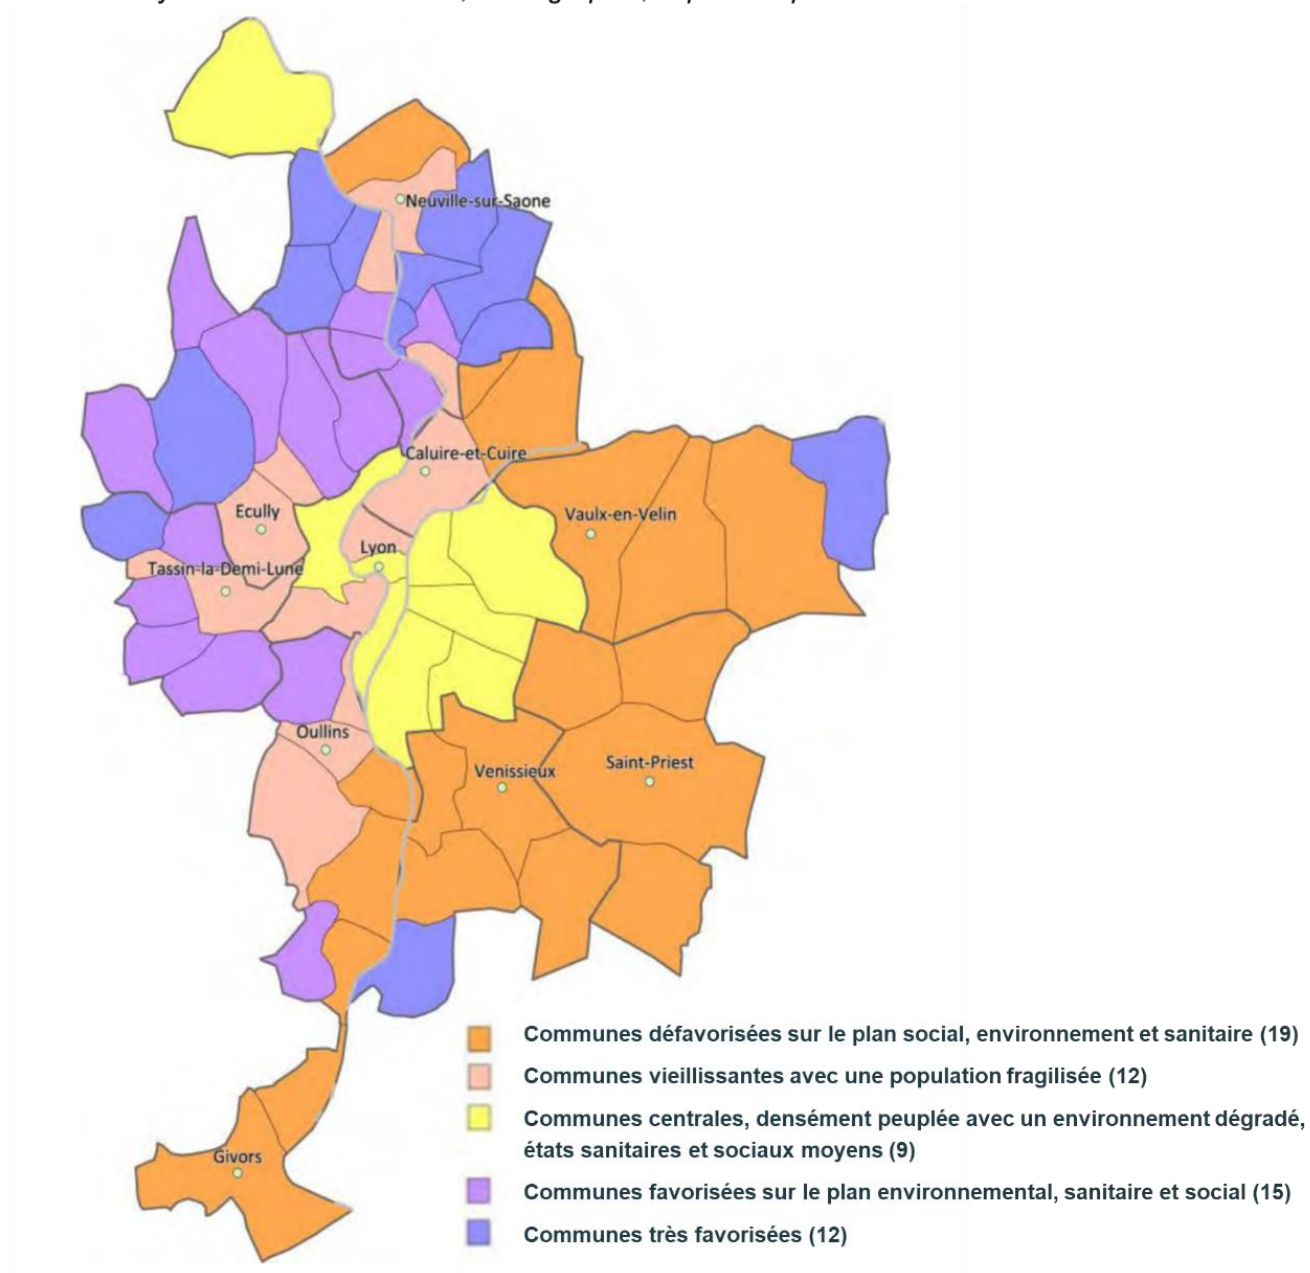 Neuville-sur-Saone
Caluire-et-Cuire
Ecully
Vaulx-en-Velin
Lyon
Tassin-la-Demi-Lune
Oullins
Venissieux
Saint-Priest
Communes défavorisées sur le plan social, environnement et sanitaire (19)
Communes vieillissantes avec une population fragilisée (12)
Communes centrales, densément peuplée avec un environnement dégradé,
états sanitaires et sociaux moyens (9)
Givors
Communes favorisées sur le plan environnemental, sanitaire et social (15)
Communes très favorisées (12)